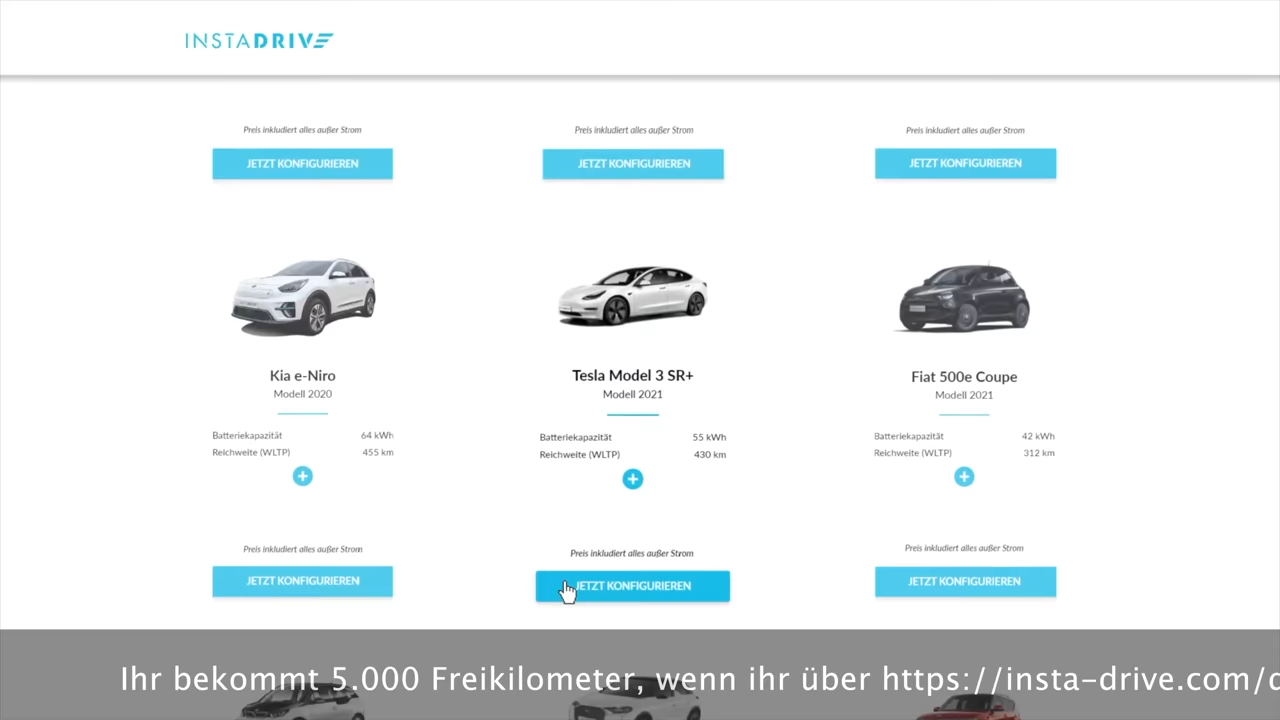 INSTADRIVE
Preis inkludiert alles außer Strom
Preis inkludiert alles außer Strom
Preis inkludiert alles außer Strom
JETZT KONFIGURIEREN
JETZT KONFIGURIEREN
JETZT KONFIGURIEREN
Kia e-Niro
Modell 2020
Batteriekapazität 64 kWh
Reichweite (WLTP) 455 km
Preis inkludiert alles außer Strom
JETZT KONFIGURIEREN
Tesla Model 3 SR+
Modell 2021
Batteriekapazität 55 kWh
Reichweite (WLTP) 430 km
Preis inkludiert alles außer Strom
JETZT KONFIGURIEREN
Fiat 500e Coupe
Modell 2021
Batteriekapazität 42 kWh
Reichweite (WLTP) 312 km
Preis inkludiert alles außer Strom
JETZT KONFIGURIEREN
Ihr bekommt 5.000 Freikilometer, wenn ihr über https://insta-drive.com/